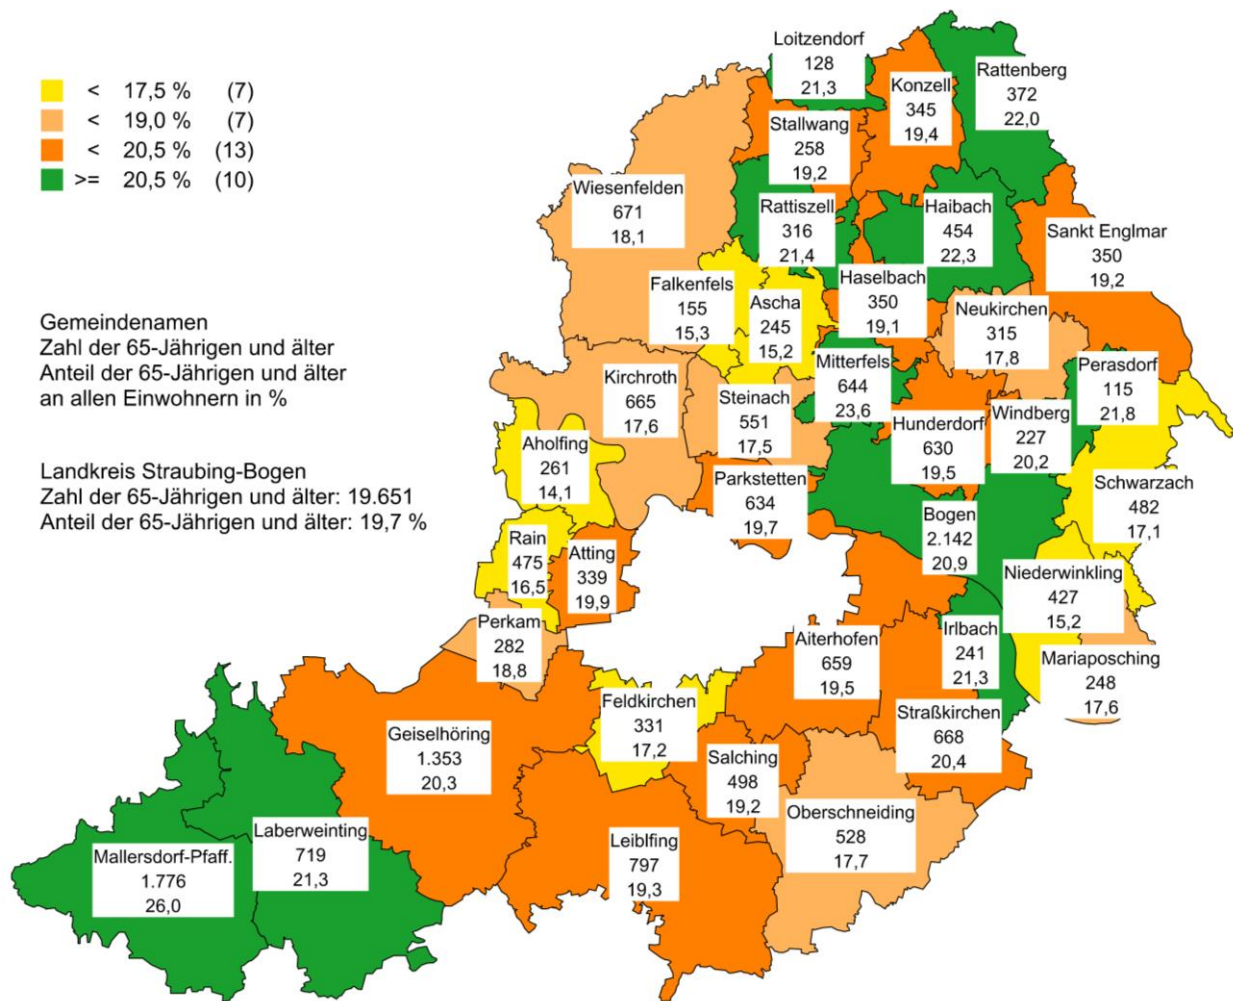 < 17,5 % (7)
< 19,0 % (7)
< 20,5 % (13)
>= 20,5 % (10)
Gemeindenamen
Zahl der 65-Jährigen und älter
Anteil der 65-Jährigen und älter
an allen Einwohnern in %
Landkreis Straubing-Bogen
Zahl der 65-Jährigen und älter: 19.651
Anteil der 65-Jährigen und älter: 19,7 %
Loitzendorf
128
21,3
Konzell
345
19,4
Rattenberg
372
22,0
Stallwang
258
19,2
Wiesenfelden
671
18,1
Rattiszell
316
21,4
Haibach
454
22,3
Sankt Englmar
350
19,2
Falkenfels
155
15,3
Ascha
245
15,2
Haselbach
350
19,1
Neukirchen
315
17,8
Kirchroth
665
17,6
Steinach
551
17,5
Mitterfels
644
23,6
Hunderdorf
630
19,5
Windberg
227
20,2
Perasdorf
115
21,8
Aholfing
261
14,1
Parkstetten
634
19,7
Bogen
2.142
20,9
Schwarzach
482
17,1
Rain
475
16,5
Atting
339
19,9
Niederwinkling
427
15,2
Perkam
282
18,8
Aiterhofen
659
19,5
Irlbach
241
21,3
Mariaposching
248
17,6
Geiselhöring
1.353
20,3
Feldkirchen
331
17,2
Straßkirchen
668
20,4
Salching
498
19,2
Oberschneiding
528
17,7
Mallersdorf-Pfaff.
1.776
26,0
Laberweinting
719
21,3
Leiblfing
797
19,3